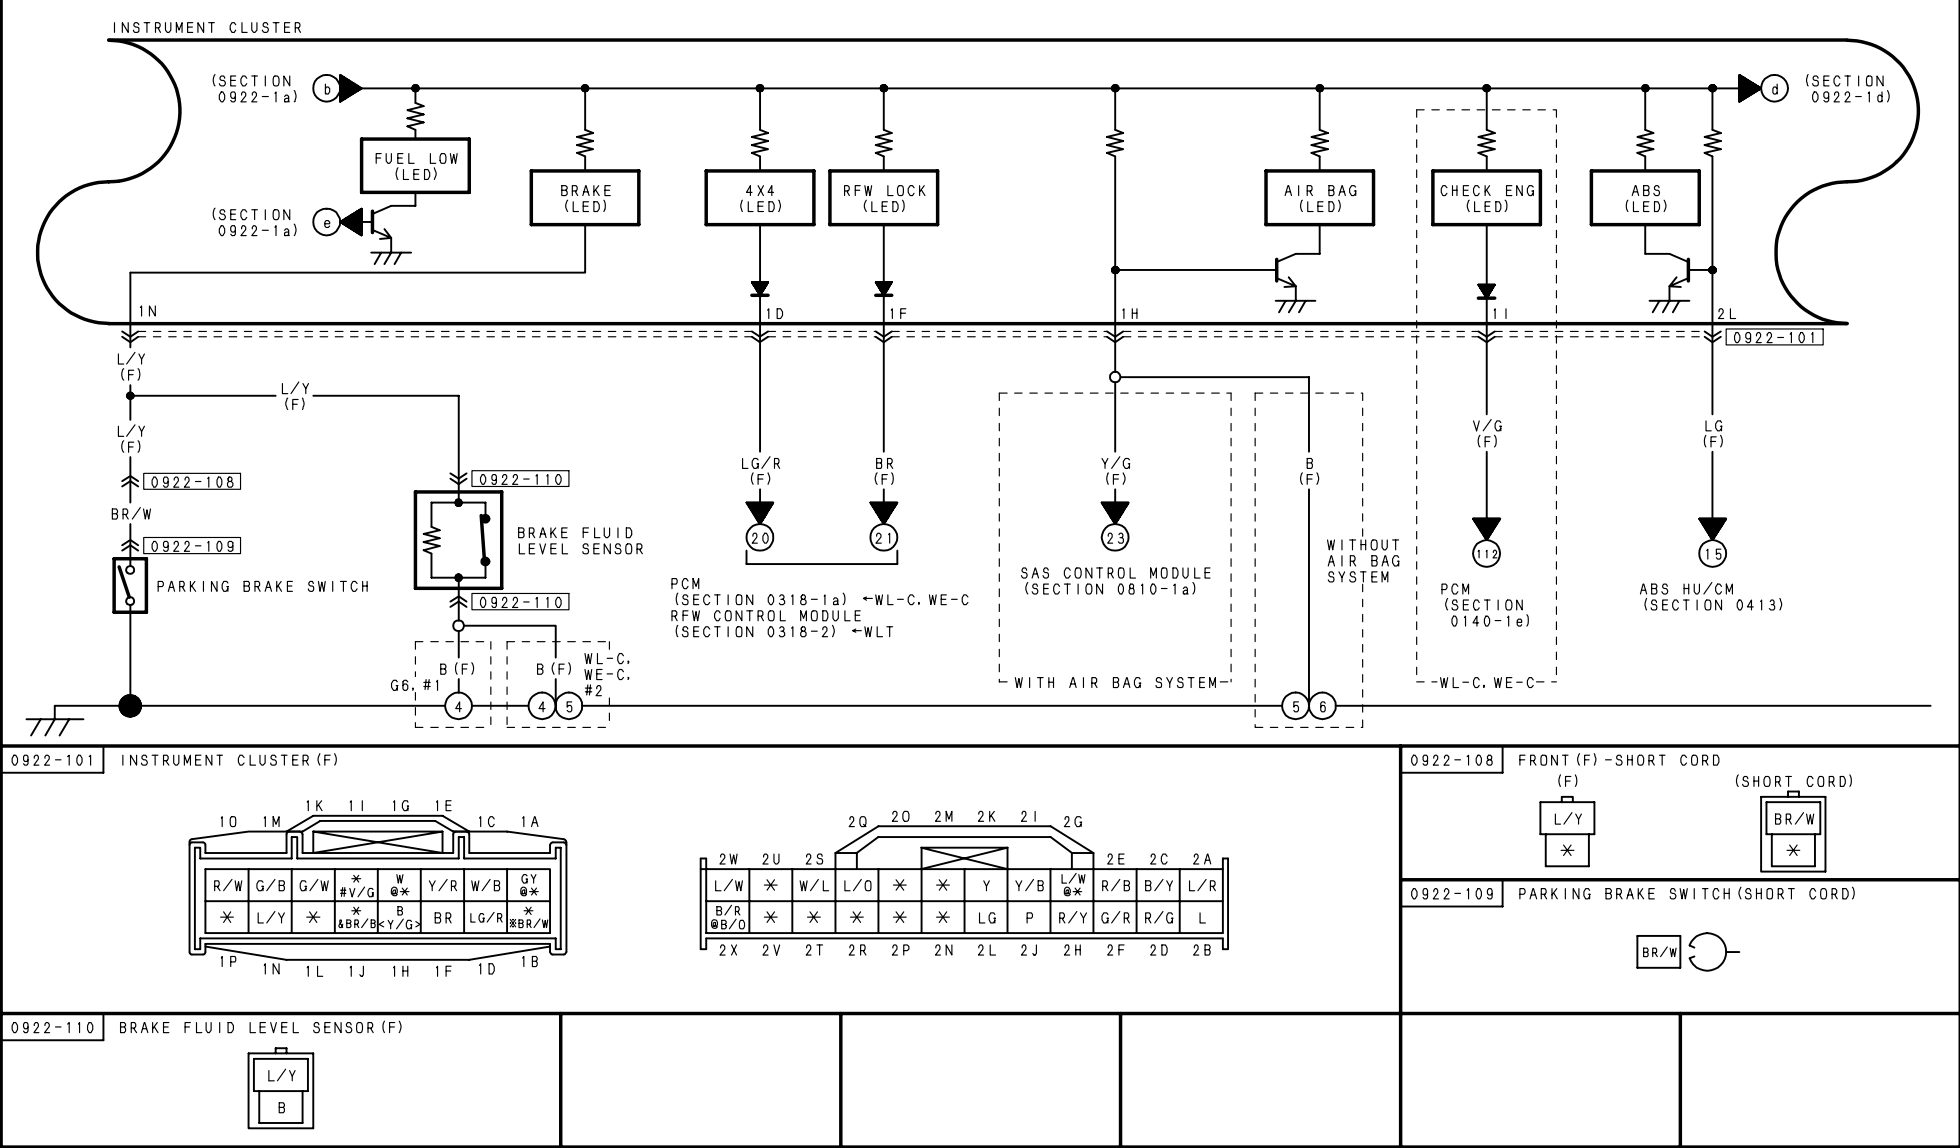 INSTRUMENT CLUSTER
(SECTION
0922-1a)
b
d
(SECTION
0922-1d)
FUEL LOW
(LED)
BRAKE
(LED)
4X4
(LED)
RFW LOCK
(LED)
AIR BAG
(LED)
CHECK ENG
(LED)
ABS
(LED)
(SECTION
0922-1a)
e
1N
1D
1F
1H
1I
2L
0922-101
L/Y
(F)
L/Y
(F)
L/Y
(F)
LG/R
(F)
BR
(F)
Y/G
(F)
B
(F)
V/G
(F)
LG
(F)
0922-108
0922-110
BR/W
0922-109
BRAKE FLUID
LEVEL SENSOR
20
21
23
112
15
PARKING BRAKE SWITCH
0922-110
PCM
(SECTION 0318-1a) ←WL-C.WE-C
RFW CONTROL MODULE
(SECTION 0318-2) ←WLT
SAS CONTROL MODULE
(SECTION 0810-1a)
WITHOUT
AIR BAG
SYSTEM
PCM
(SECTION
0140-1e)
ABS HU/CM
(SECTION 0413)
B(F)
G6. #1
B(F)
WL-C.
WE-C.
#2
WITH AIR BAG SYSTEM
WL-C.WE-C
4
4
5
5
6
0922-101
INSTRUMENT CLUSTER(F)
1O 1M 1K 1I 1G 1E 1C 1A
R/W G/B G/W * #V/G W @* Y/R W/B GY @*
* L/Y * * &BR/B B <Y/G> BR LG/R * ※BR/W
1P 1N 1L 1J 1H 1F 1D 1B
2W 2U 2S 2Q 2O 2M 2K 2I 2G 2E 2C 2A
L/W * W/L L/O * * Y Y/B L/W @* R/B B/Y L/R
B/R @B/O * * * * * LG P R/Y G/R R/G L
2X 2V 2T 2R 2P 2N 2L 2J 2H 2F 2D 2B
0922-108
FRONT(F)-SHORT CORD
(F)
(SHORT CORD)
L/Y
*
BR/W
*
0922-109
PARKING BRAKE SWITCH(SHORT CORD)
BR/W
0922-110
BRAKE FLUID LEVEL SENSOR(F)
L/Y
B